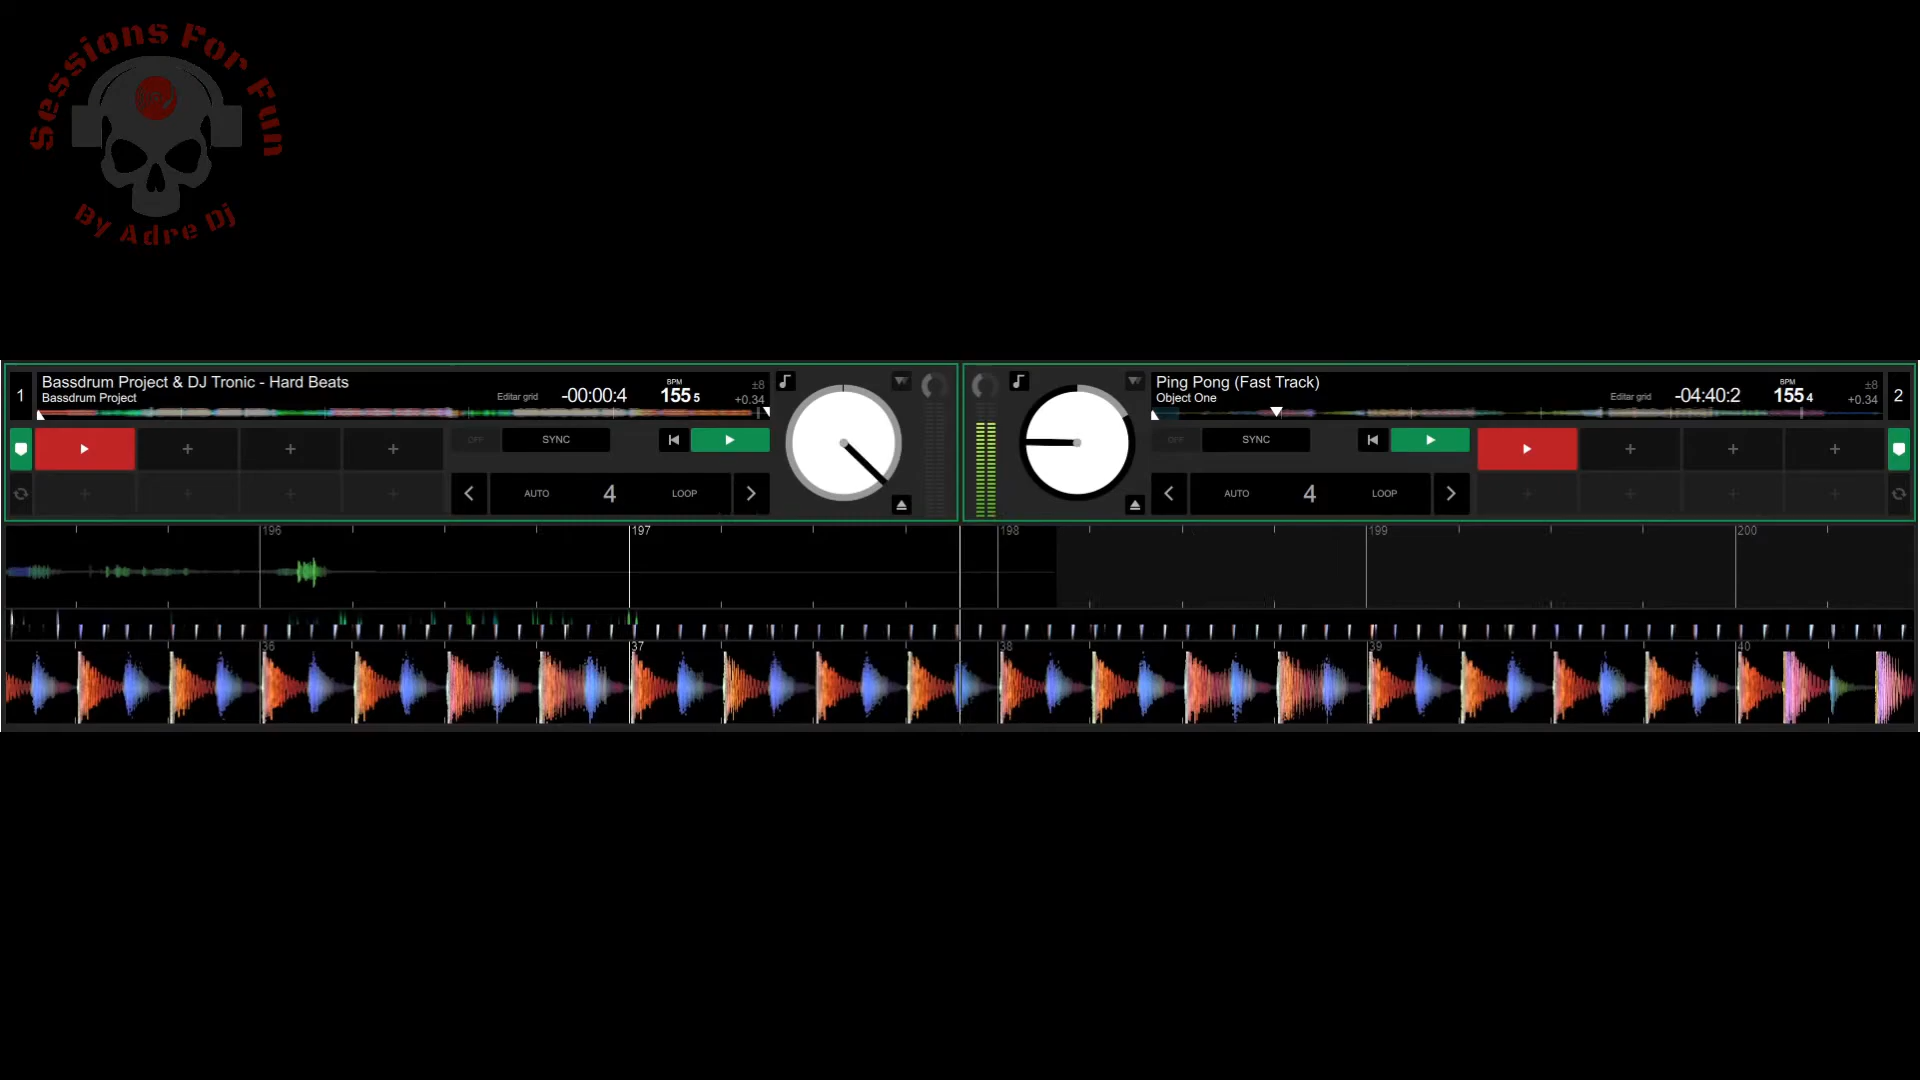 Sessions For Fun
By Adre Dj
1
Bassdrum Project & DJ Tronic - Hard Beats
Bassdrum Project
Editar grid
-00:00:4
BPM
155 5
±8
+0.34
OFF
SYNC
AUTO
4
LOOP
Ping Pong (Fast Track)
Object One
Editar grid
-04:40:2
BPM
155 4
±8
+0.34
2
OFF
SYNC
AUTO
4
LOOP
196
197
198
199
200
36
37
38
39
40